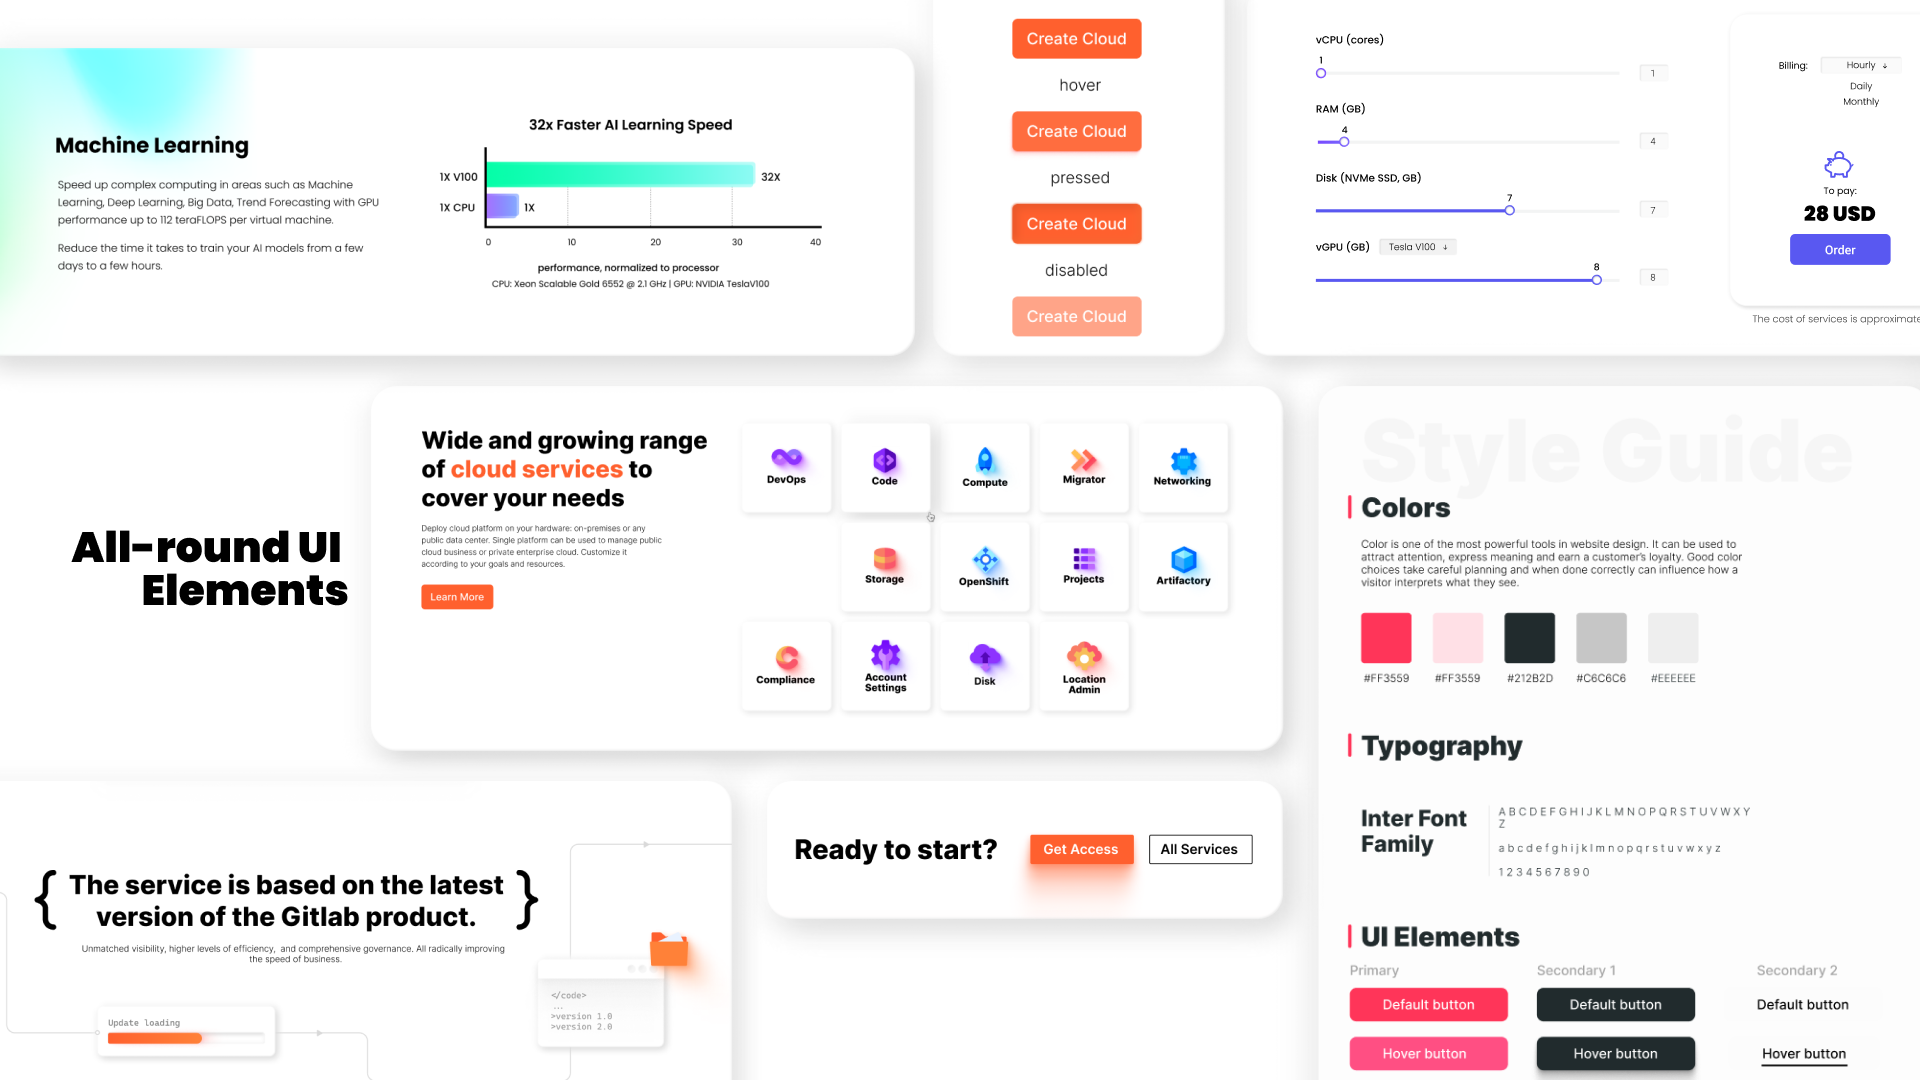 Machine Learning
Speed up complex computing in areas such as Machine
Learning, Deep Learning, Big Data, Trend Forecasting with GPU
performance up to 112 teraFLOPS per virtual machine.
Reduce the time it takes to train your AI models from a few
days to a few hours.
32x Faster AI Learning Speed
1X V100
32X
1X CPU
1X
0 10 20 30 40
performance, normalized to processor
CPU: Xeon Scalable Gold 6552 @ 2.1 GHz | GPU: NVIDIA TeslaV100
Create Cloud
hover
Create Cloud
pressed
Create Cloud
disabled
Create Cloud
vCPU (cores)
1
1
RAM (GB)
4
4
Disk (NVMe SSD, GB)
7
7
vGPU (GB) Tesla V100 ↓
8
8
Billing: Hourly ↓
Daily
Monthly
To pay:
28 USD
Order
The cost of services is approximate
All-round UI
Elements
Wide and growing range
of cloud services to
cover your needs
Deploy cloud platform on your hardware: on-premises or any
public data center. Single platform can be used to manage public
cloud business or private enterprise cloud. Customize it
according to your goals and resources.
Learn More
DevOps
Code
Compute
Migrator
Networking
Storage
OpenShift
Projects
Artifactory
Compliance
Account
Settings
Disk
Location
Admin
Style Guide
Colors
Color is one of the most powerful tools in website design. It can be used to
attract attention, express meaning and earn a customer's loyalty. Good color
choices take careful planning and when done correctly can influence how a
visitor interprets what they see.
#FF3559 #FF3559 #212B2D #C6C6C6 #EEEEEE
Typography
Inter Font
Family
A B C D E F G H I J K L M N O P Q R S T U V W X Y
Z
a b c d e f g h i j k l m n o p q r s t u v w x y z
1 2 3 4 5 6 7 8 9 0
UI Elements
Primary
Secondary 1
Secondary 2
Default button
Default button
Default button
Hover button
Hover button
Hover button
{ The service is based on the latest }
version of the Gitlab product.
Unmatched visibility, higher levels of efficiency, and comprehensive governance. All radically improving
the speed of business.
Update loading
</code>
...
>version 1.0
>version 2.0
Ready to start?
Get Access
All Services